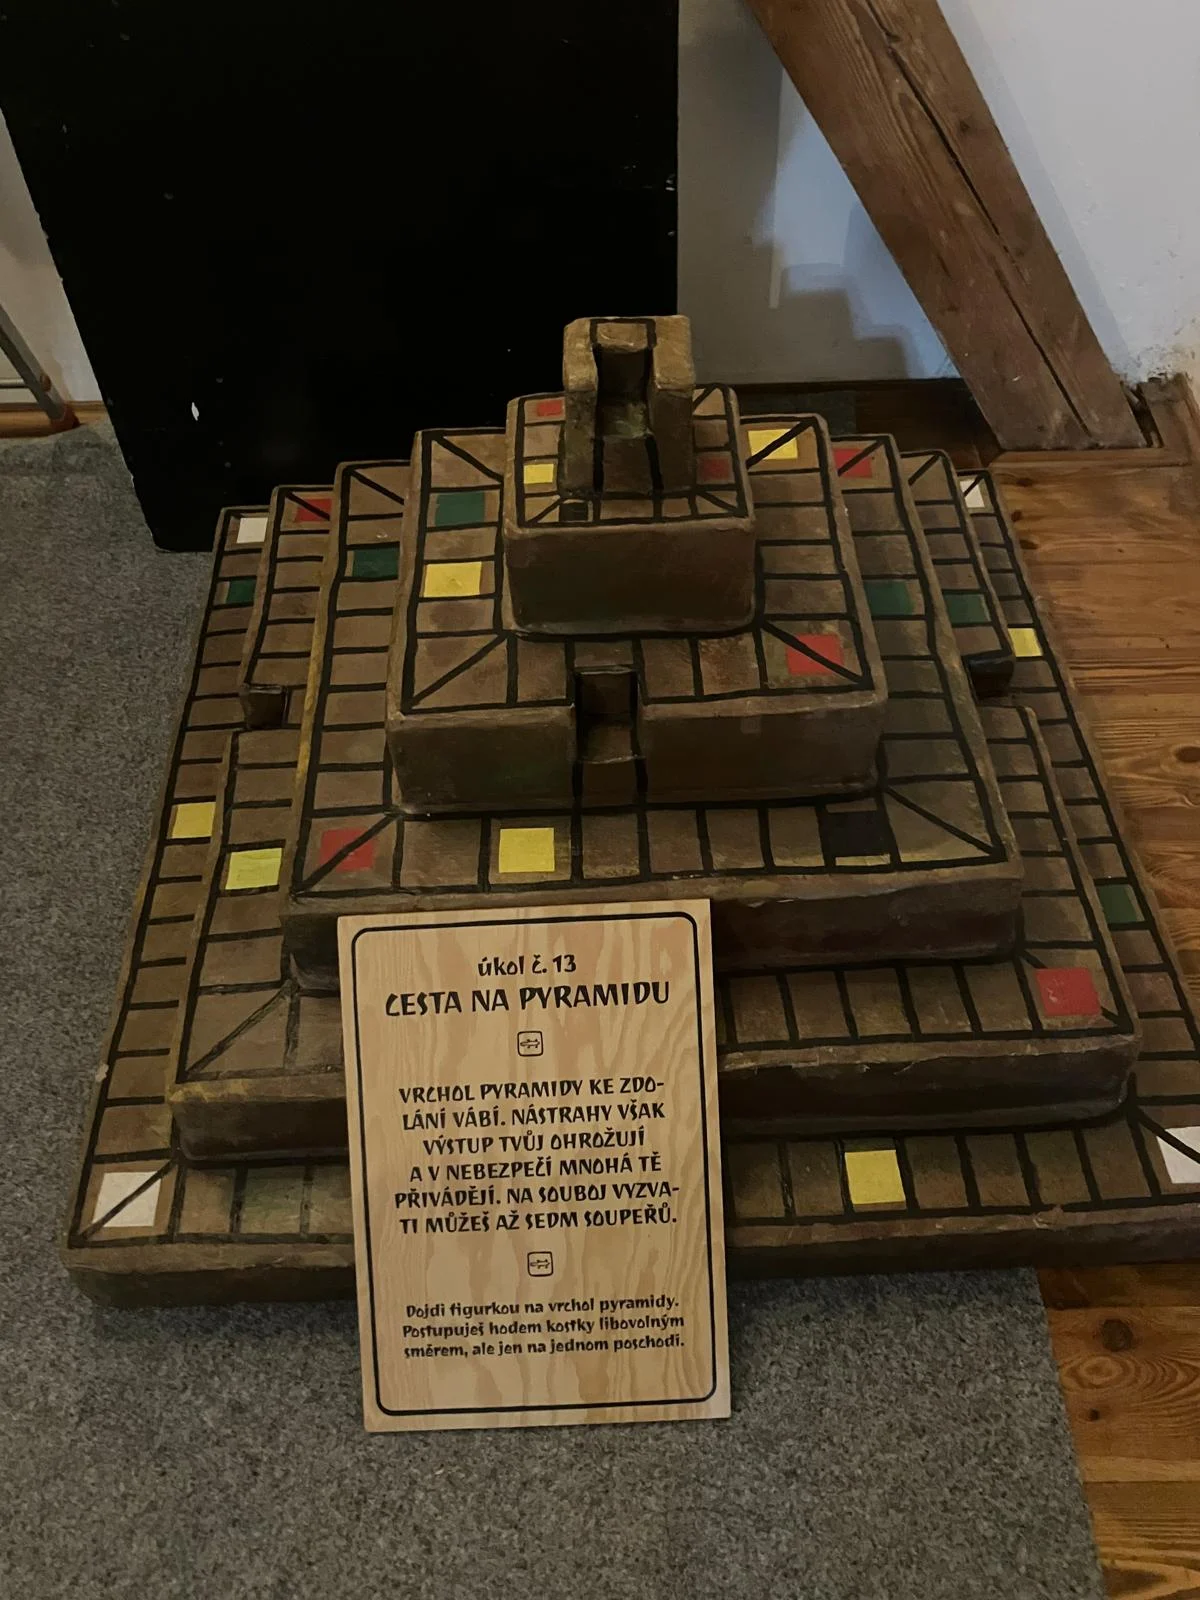 úkol č. 13
CESTA NA PYRAMIDU
VRCHOL PYRAMIDY KE ZDO-
LÁNÍ VÁBÍ. NÁSTRAHY VŠAK
VÝSTUP TVŮJ OHROŽUJÍ
A V NEBEZPEČÍ MNOHÁ TĚ
PŘIVÁDĚJÍ. NA SOUBOJ VYZVA-
TI MŮŽEŠ AŽ SEDM SOUPEŘŮ.
Dojdi figurkou na vrchol pyramidy.
Postupuješ hodem kostky libovolným
směrem, ale jen na jednom poschodí.